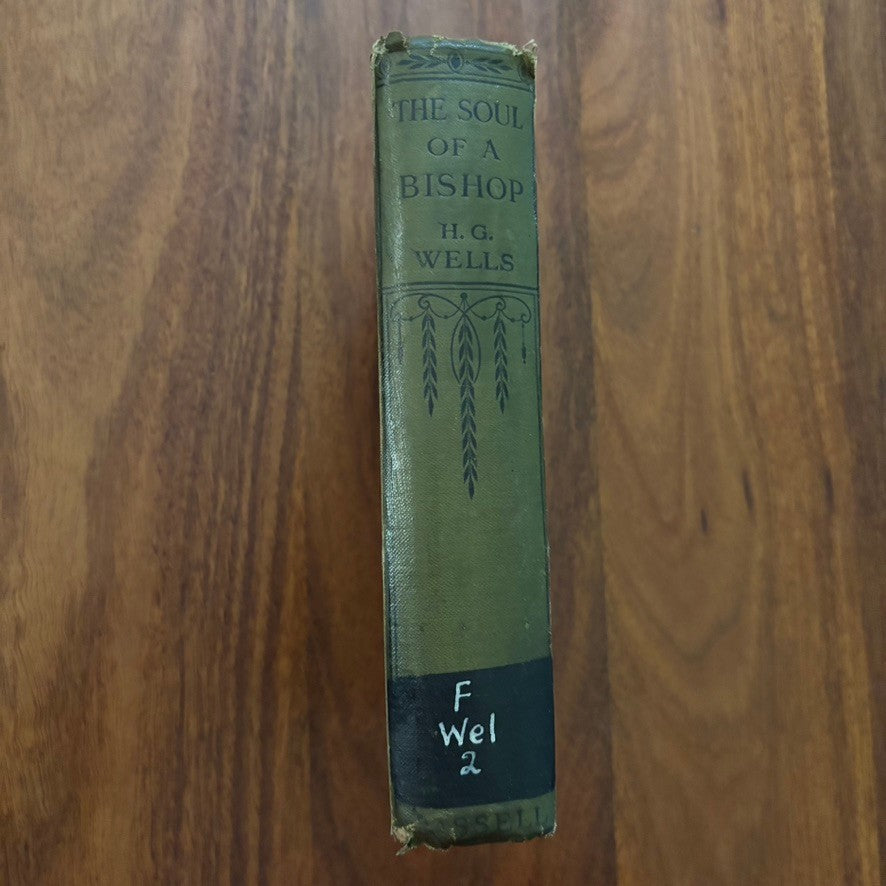 THE SOUL
OF A
BISHOP
H. G.
WELLS
F
Wel
2